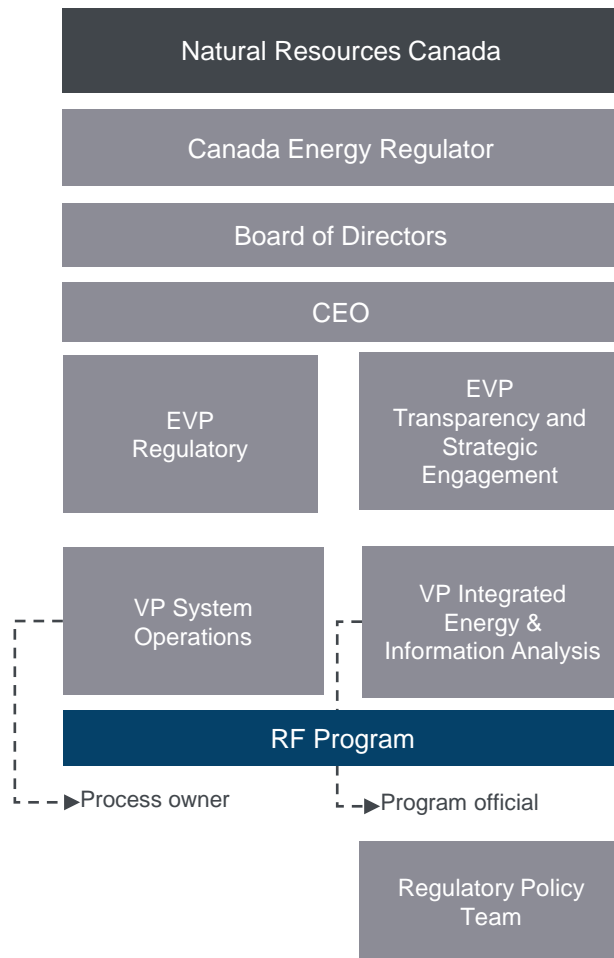 Natural Resources Canada
Canada Energy Regulator
Board of Directors
CEO
EVP
Regulatory
EVP
Transparency and
Strategic
Engagement
VP System
Operations
VP Integrated
Energy &
Information Analysis
RF Program
Process owner
Program official
Regulatory Policy
Team